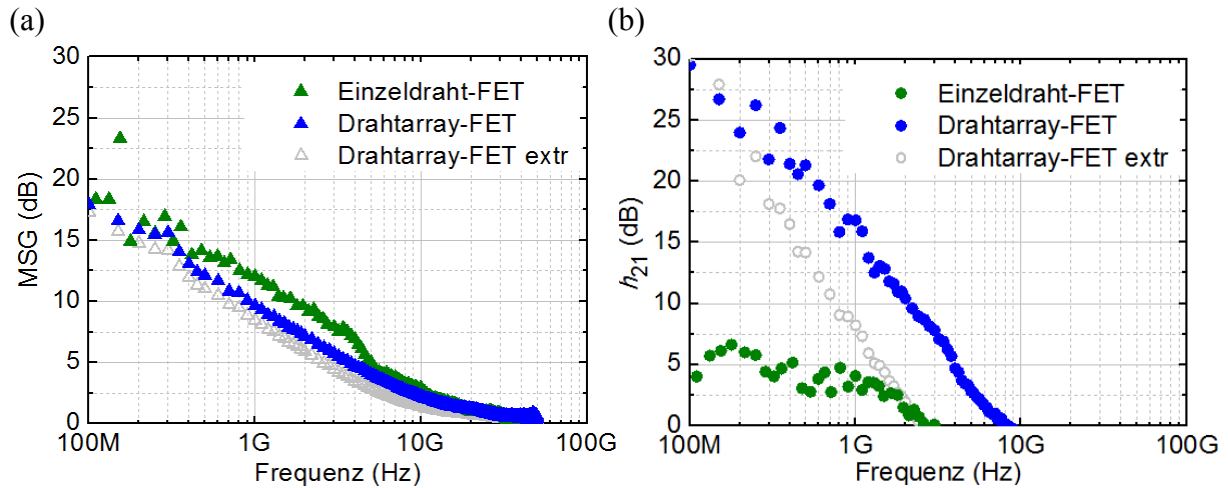 (a)
30
25
20
15
10
5
0
MSG (dB)
Einzeldraht-FET
Drahtarray-FET
Drahtarray-FET extr
100M 1G 10G 100G
Frequenz (Hz)
(b)
30
25
20
15
10
5
0
h21 (dB)
Einzeldraht-FET
Drahtarray-FET
Drahtarray-FET extr
100M 1G 10G 100G
Frequenz (Hz)